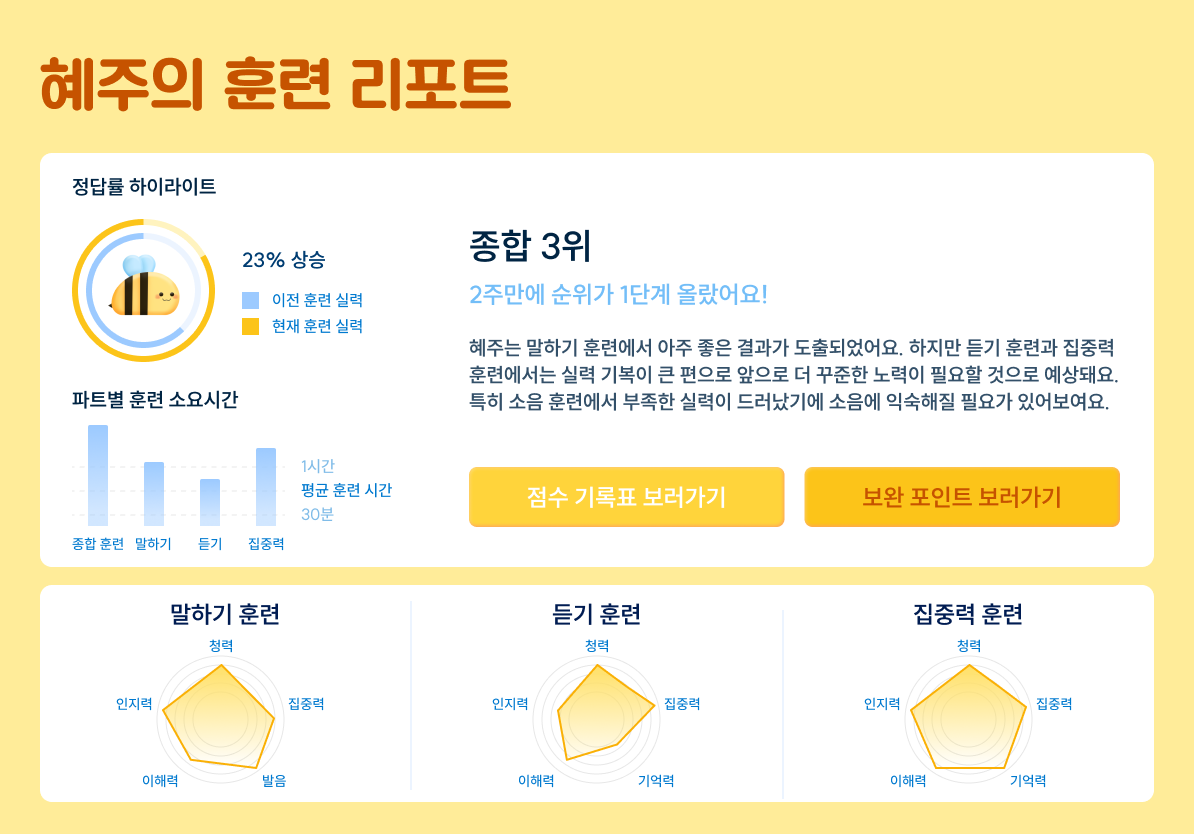 혜주의 훈련 리포트
정답률 하이라이트
23% 상승
이전 훈련 실력
현재 훈련 실력
종합 3위
2주만에 순위가 1단계 올랐어요!
혜주는 말하기 훈련에서 아주 좋은 결과가 도출되었어요. 하지만 듣기 훈련과 집중력
훈련에서는 실력 기복이 큰 편으로 앞으로 더 꾸준한 노력이 필요할 것으로 예상돼요.
특히 소음 훈련에서 부족한 실력이 드러났기에 소음에 익숙해질 필요가 있어보여요.
점수 기록표 보러가기
보완 포인트 보러가기
파트별 훈련 소요시간
1시간
평균 훈련 시간
30분
종합 훈련
말하기
듣기
집중력
말하기 훈련
청력
인지력
집중력
이해력
발음
듣기 훈련
청력
인지력
집중력
이해력
기억력
집중력 훈련
청력
인지력
집중력
이해력
기억력